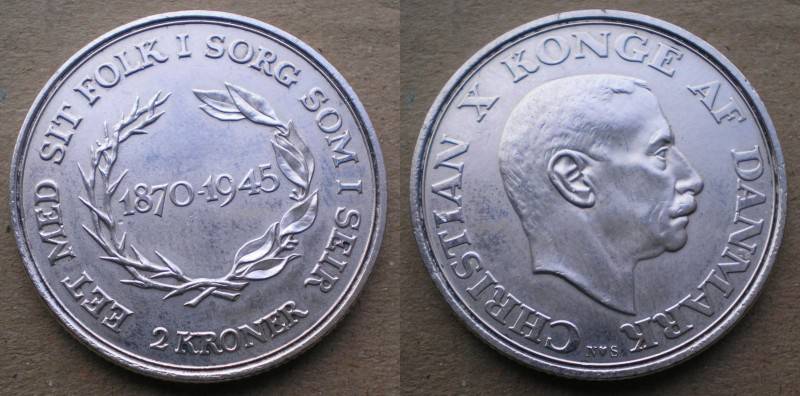 EET MED SIT FOLK I SORG SOM I SEIR
1870-1945
2 KRONER
CHRISTIAN X KONGE AF DANMARK
N♥S